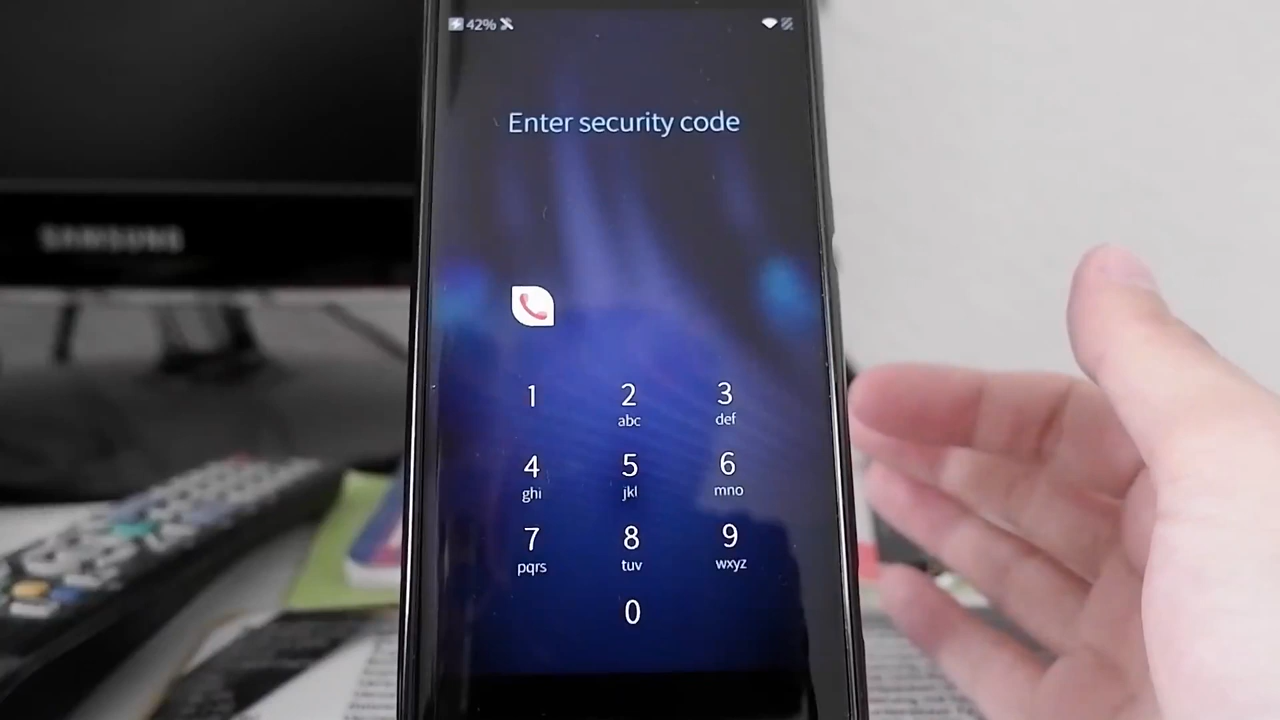 42%
Enter security code
SAMSUNG
1 2 3
abc def
4 5 6
ghi jkl mno
7 8 9
pqrs tuv wxyz
0